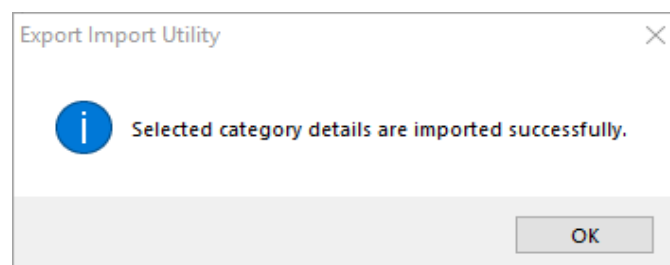 Export Import Utility
Selected category details are imported successfully.
OK